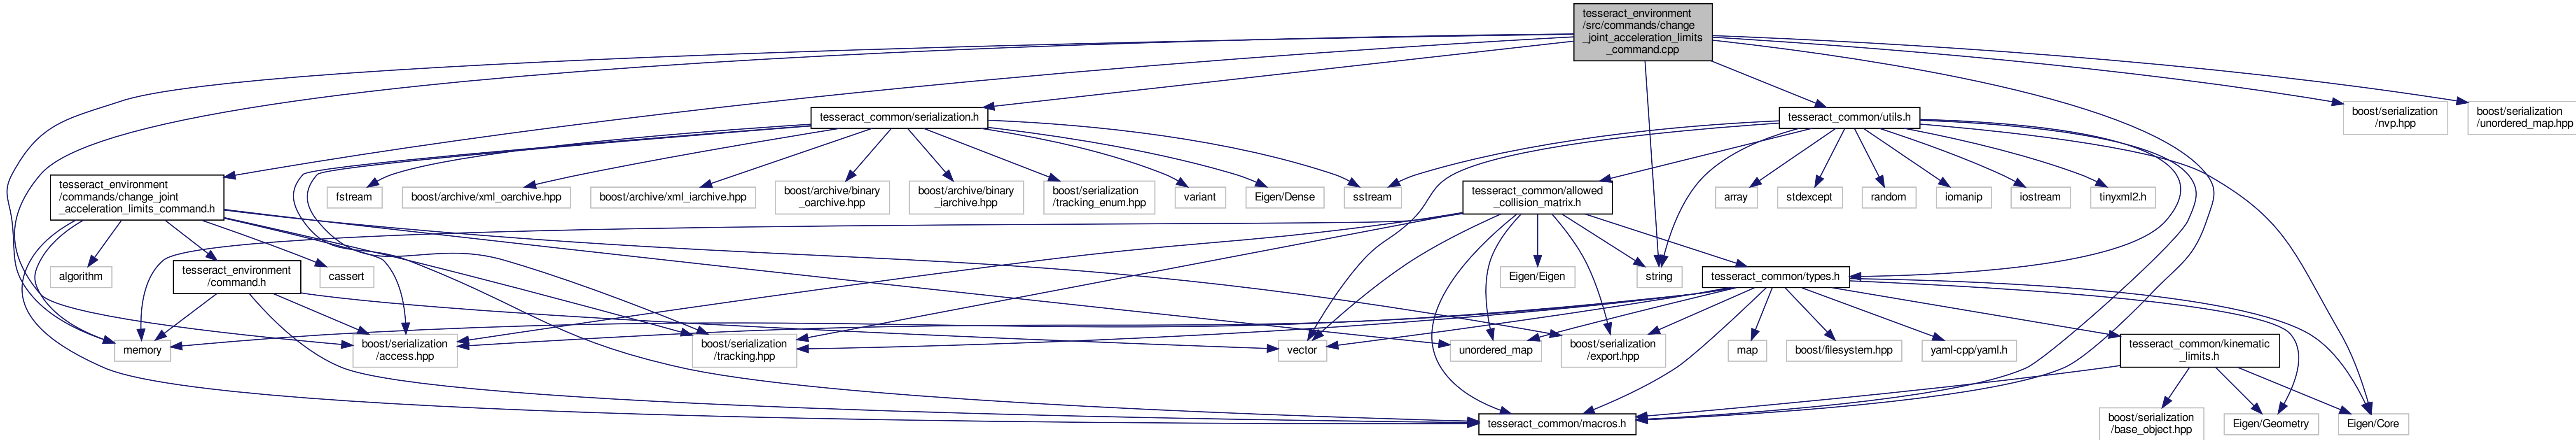 tesseract_environment
/src/commands/change
_joint_acceleration_limits
_command.cpp
tesseract_common/serialization.h
tesseract_common/utils.h
boost/serialization
/nvp.hpp
boost/serialization
/unordered_map.hpp
tesseract_environment
/commands/change_joint
_acceleration_limits_command.h
fstream
boost/archive/xml_oarchive.hpp
boost/archive/xml_iarchive.hpp
boost/archive/binary
_oarchive.hpp
boost/archive/binary
_iarchive.hpp
boost/serialization
/tracking_enum.hpp
variant
Eigen/Dense
sstream
tesseract_common/allowed
_collision_matrix.h
array
stdexcept
random
iomanip
iostream
tinyxml2.h
algorithm
tesseract_environment
/command.h
cassert
Eigen/Eigen
string
tesseract_common/types.h
memory
boost/serialization
/access.hpp
boost/serialization
/tracking.hpp
vector
unordered_map
boost/serialization
/export.hpp
map
boost/filesystem.hpp
yaml-cpp/yaml.h
tesseract_common/kinematic
_limits.h
tesseract_common/macros.h
boost/serialization
/base_object.hpp
Eigen/Geometry
Eigen/Core